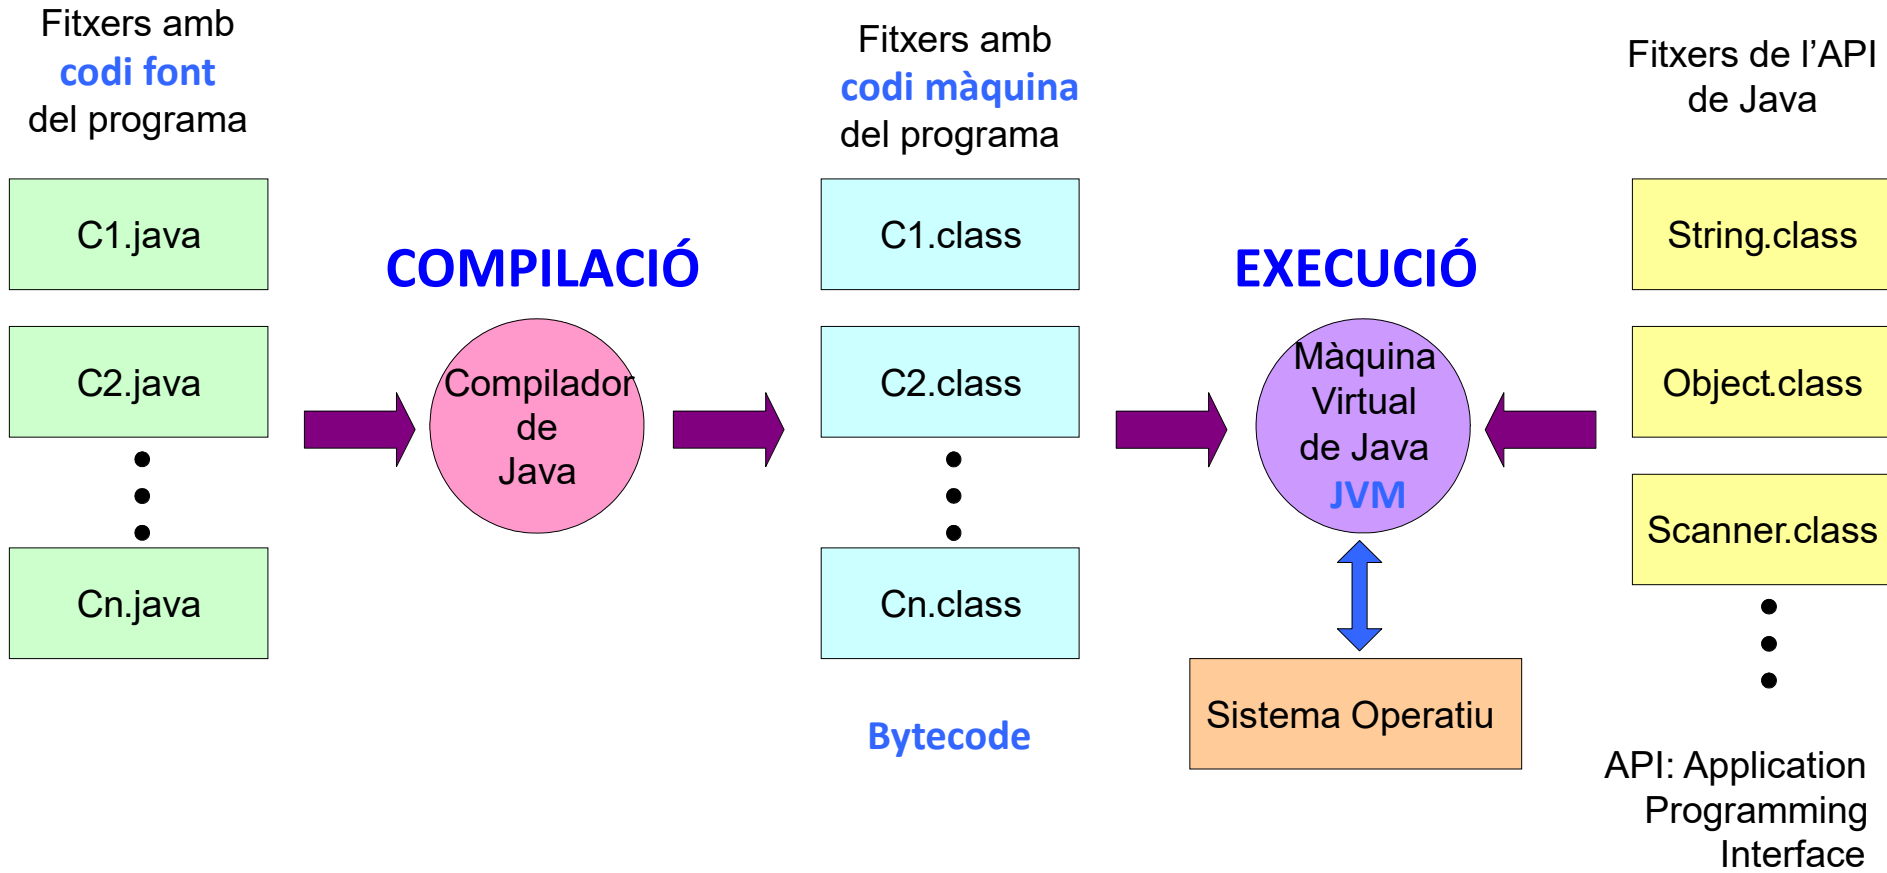 Fitxers amb
codi font
del programa
C1.java
C2.java
Cn.java
COMPILACIÓ
Compilador
de
Java
Fitxers amb
codi màquina
del programa
C1.class
C2.class
Cn.class
Bytecode
EXECUCIÓ
Màquina
Virtual
de Java
JVM
Sistema Operatiu
Fitxers de l'API
de Java
String.class
Object.class
Scanner.class
API: Application
Programming
Interface